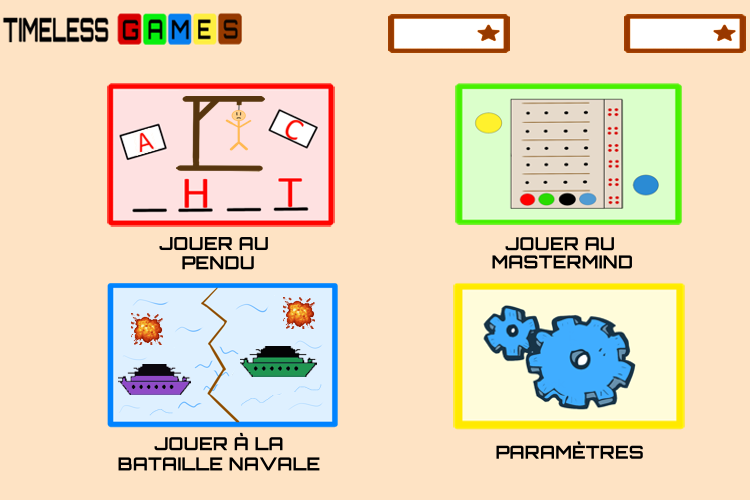 TIMELESS GAMES
A
C
H T
JOUER AU
PENDU
JOUER AU
MASTERMIND
JOUER À LA
BATAILLE NAVALE
PARAMÈTRES